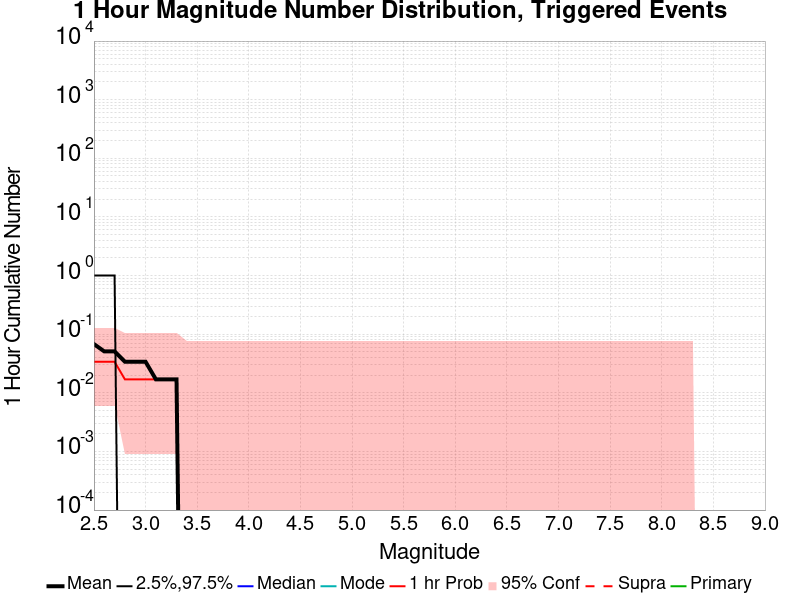 1 Hour Magnitude Number Distribution, Triggered Events
1 Hour Cumulative Number
10^4
10^3
10^2
10^1
10^0
10^-1
10^-2
10^-3
10^-4
2.5 3.0 3.5 4.0 4.5 5.0 5.5 6.0 6.5 7.0 7.5 8.0 8.5 9.0
Magnitude
Mean 2.5%,97.5% Median Mode 1 hr Prob 95% Conf Supra Primary